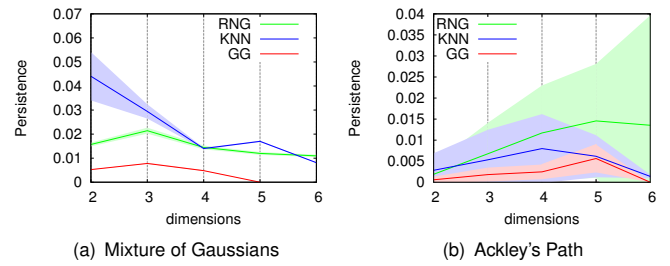 RNG
KNN
GG
Persistence
0.07
0.06
0.05
0.04
0.03
0.02
0.01
0
2 3 4 5 6
dimensions
(a) Mixture of Gaussians
RNG
KNN
GG
Persistence
0.04
0.035
0.03
0.025
0.02
0.015
0.01
0.005
0
2 3 4 5 6
dimensions
(b) Ackley's Path